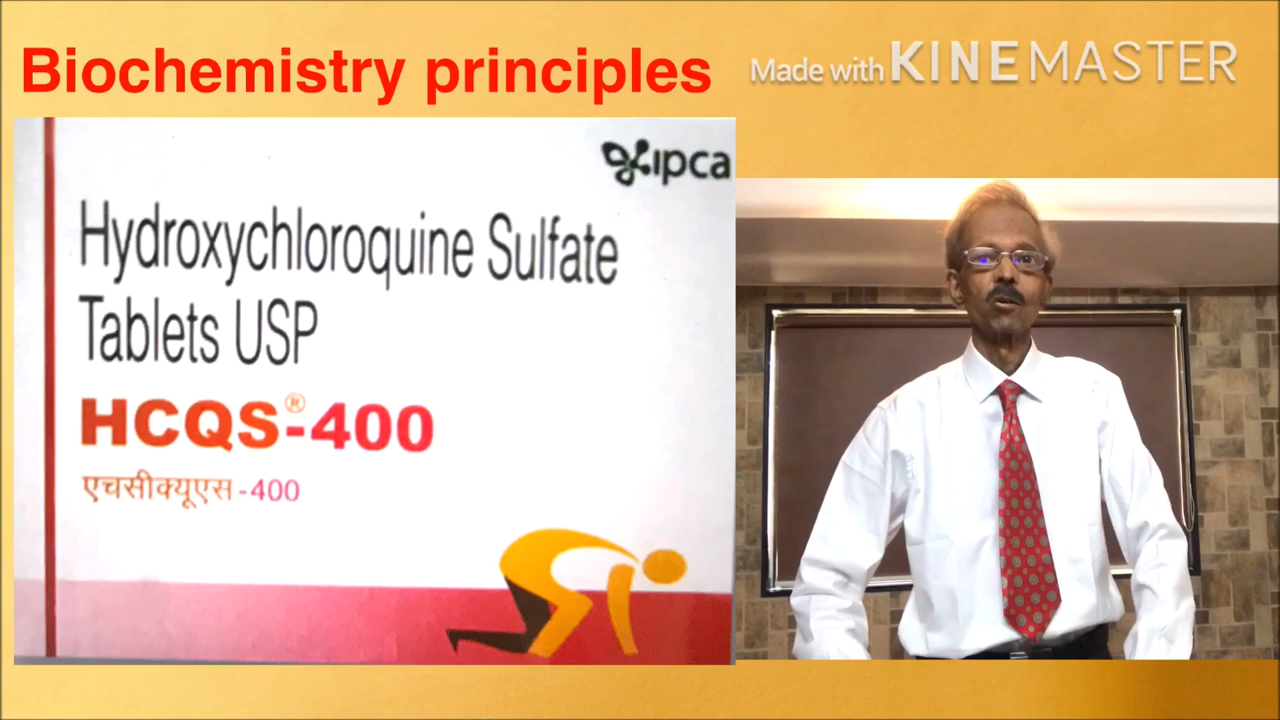 Biochemistry principles
Made with KINEMASTER
ipca
Hydroxychloroquine Sulfate
Tablets USP
HCQS®-400
एचसीक्यूएस-400